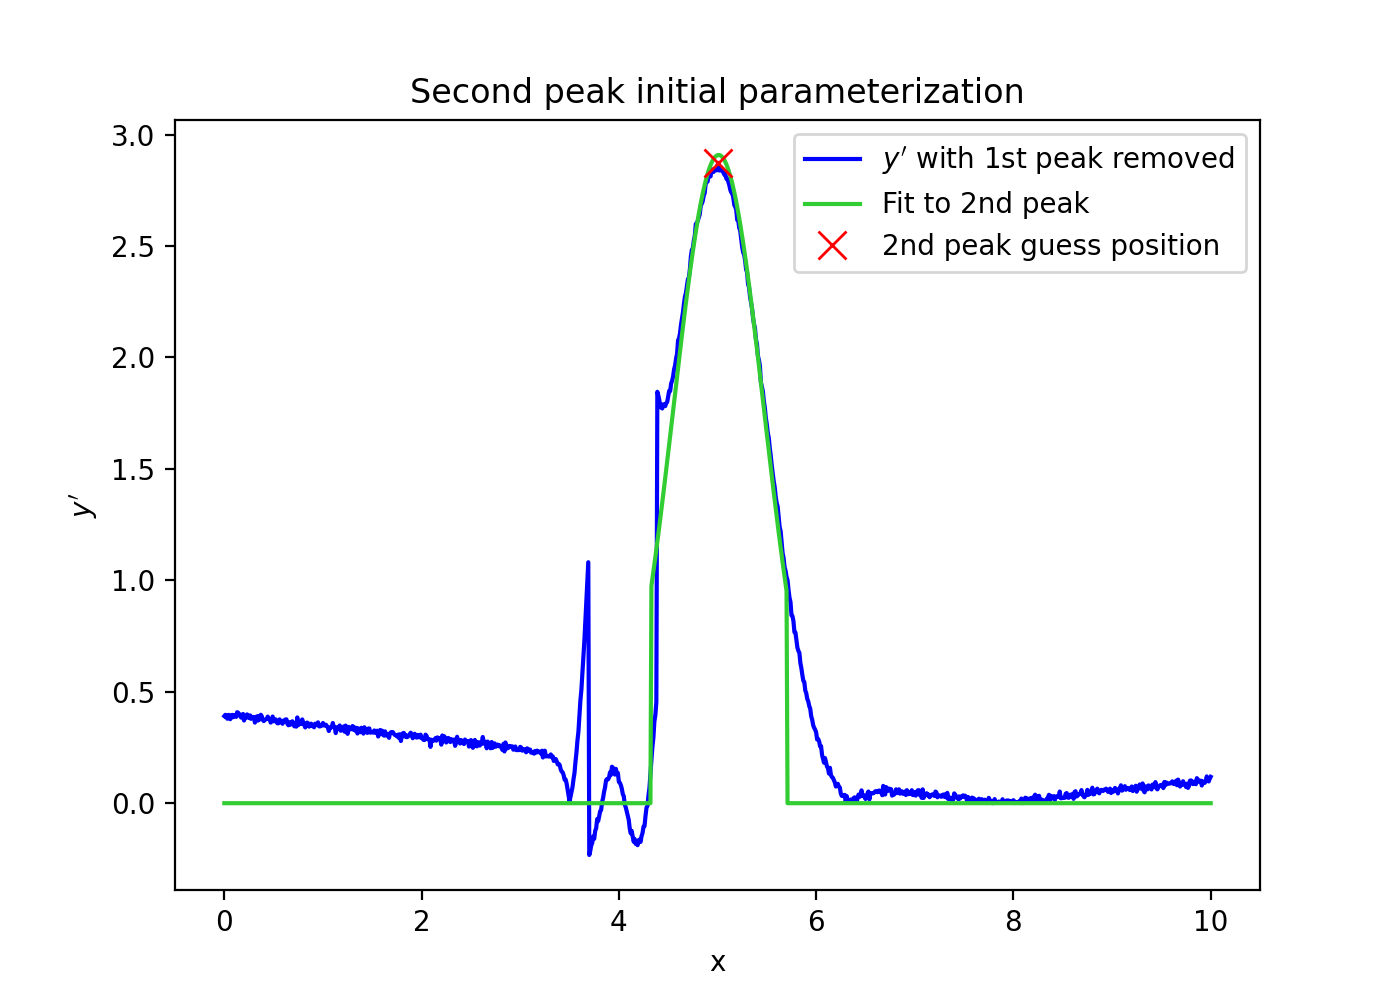 Second peak initial parameterization
3.0
2.5
2.0
1.5
1.0
0.5
0.0
y′
y′ with 1st peak removed
Fit to 2nd peak
2nd peak guess position
0 2 4 6 8 10
x